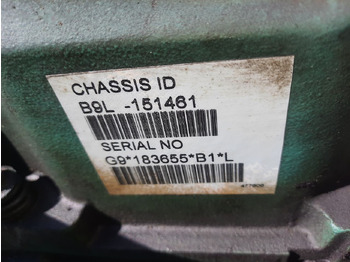 CHASSIS ID
B9L -151461
SERIAL NO
G9*183655*B1*L